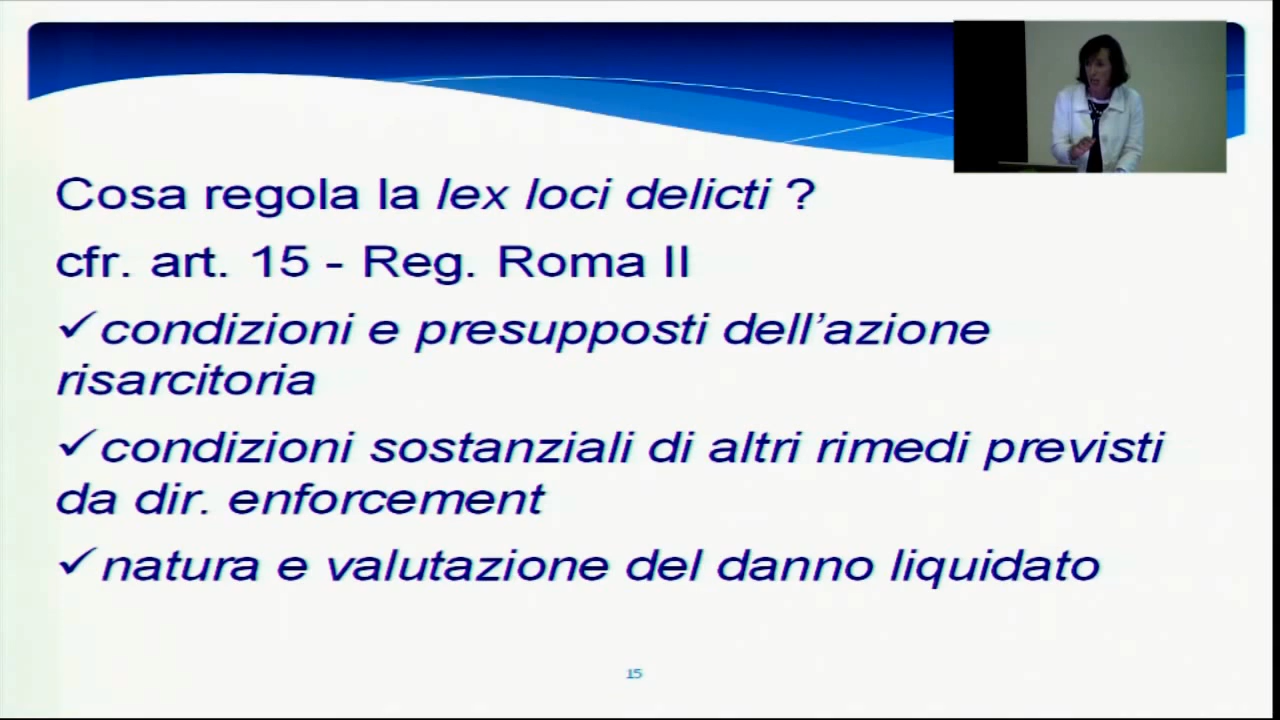 Cosa regola la lex loci delicti ?
cfr. art. 15 - Reg. Roma II
✓condizioni e presupposti dell’azione
risarcitoria
✓condizioni sostanziali di altri rimedi previsti
da dir. enforcement
✓natura e valutazione del danno liquidato
15